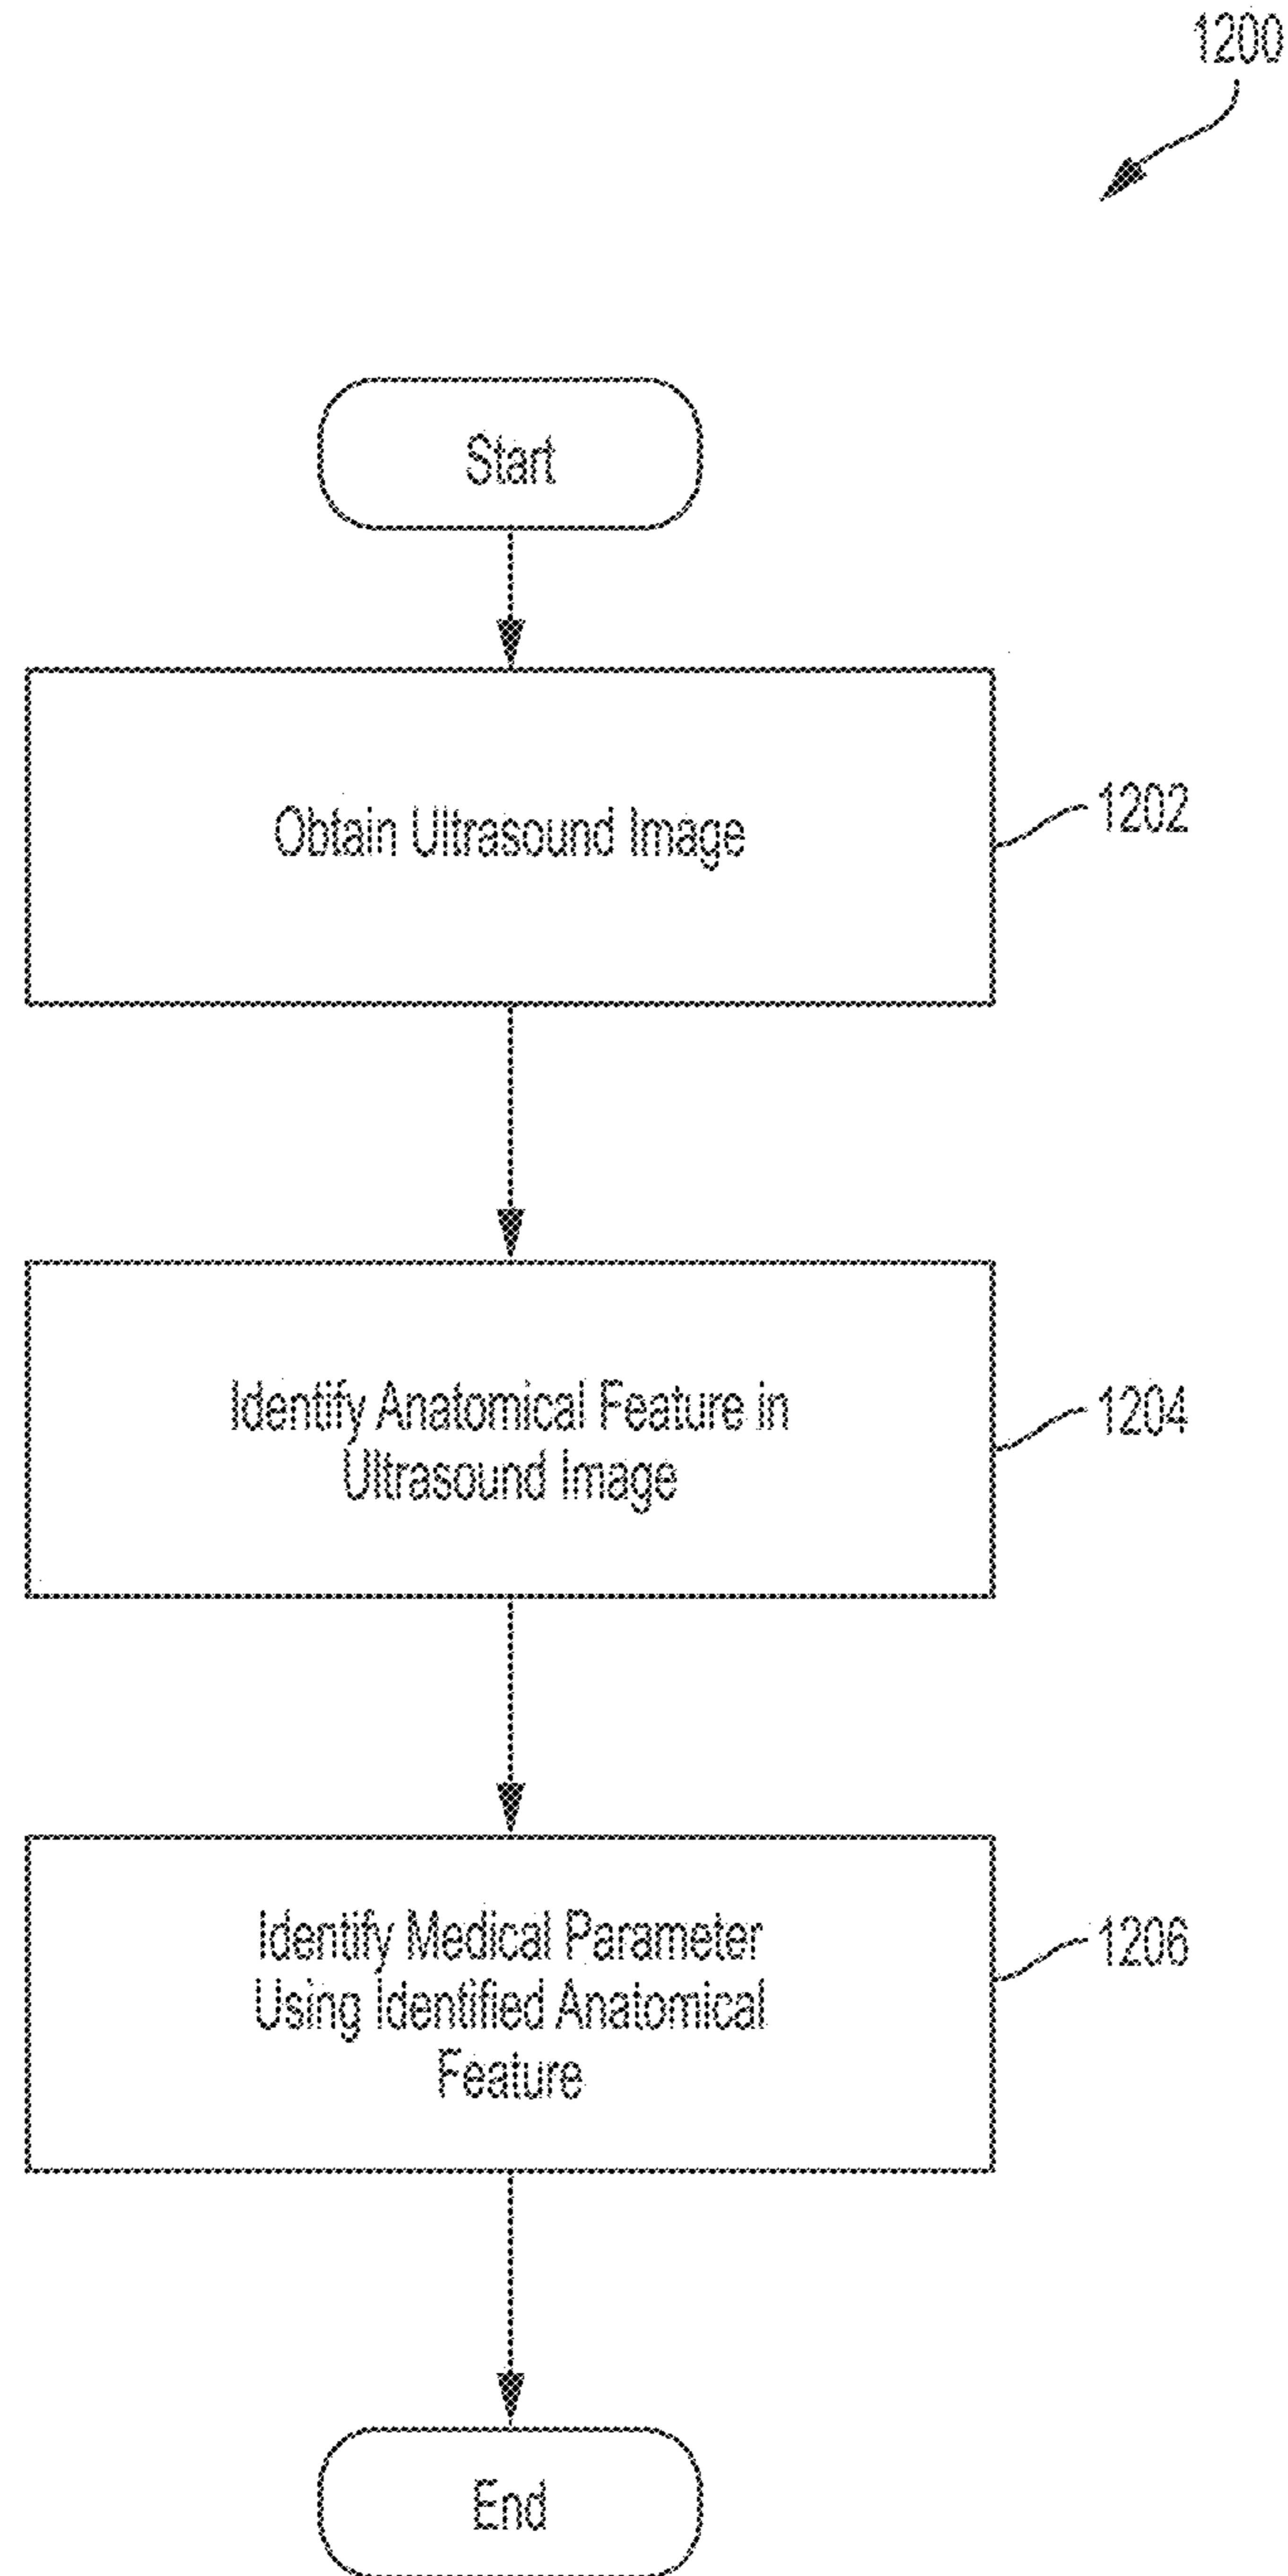 1200
Start
Obtain Ultrasound Image
1202
Identify Anatomical Feature in
Ultrasound Image
1204
Identify Medical Parameter
Using Identified Anatomical
Feature
1206
End